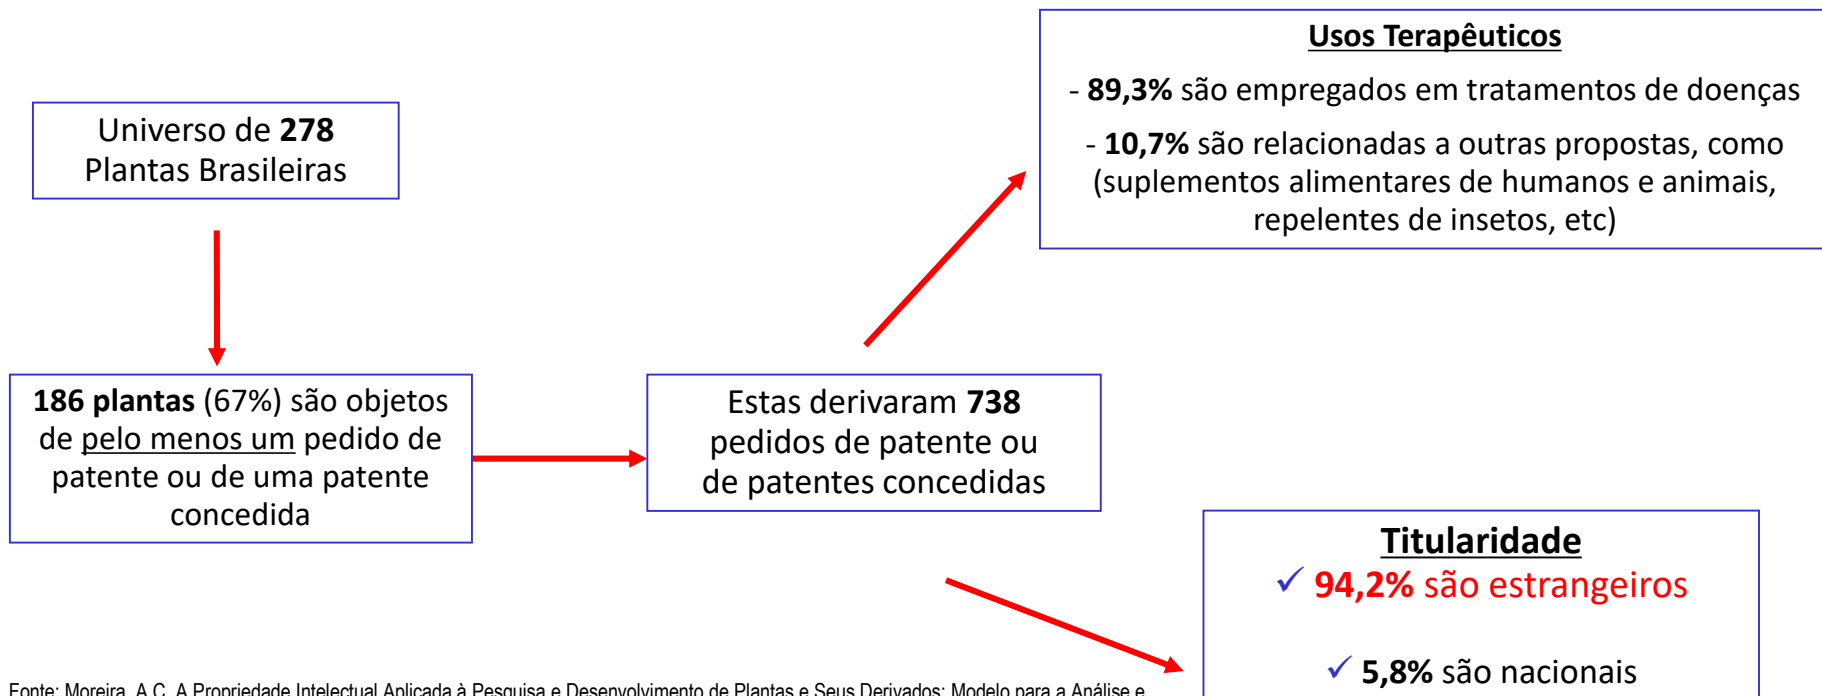 Universo de 278
Plantas Brasileiras
186 plantas (67%) são objetos
de pelo menos um pedido de
patente ou de uma patente
concedida
Estas derivaram 738
pedidos de patente ou
de patentes concedidas
Usos Terapêuticos
- 89,3% são empregados em tratamentos de doenças
- 10,7% são relacionadas a outras propostas, como
(suplementos alimentares de humanos e animais,
repelentes de insetos, etc)
Titularidade
✓ 94,2% são estrangeiros
✓ 5,8% são nacionais
Fonte: Moreira, A.C. A Propriedade Intelectual Aplicada à Pesquisa e Desenvolvimento de Plantas e Seus Derivados: Modelo para a Análise e